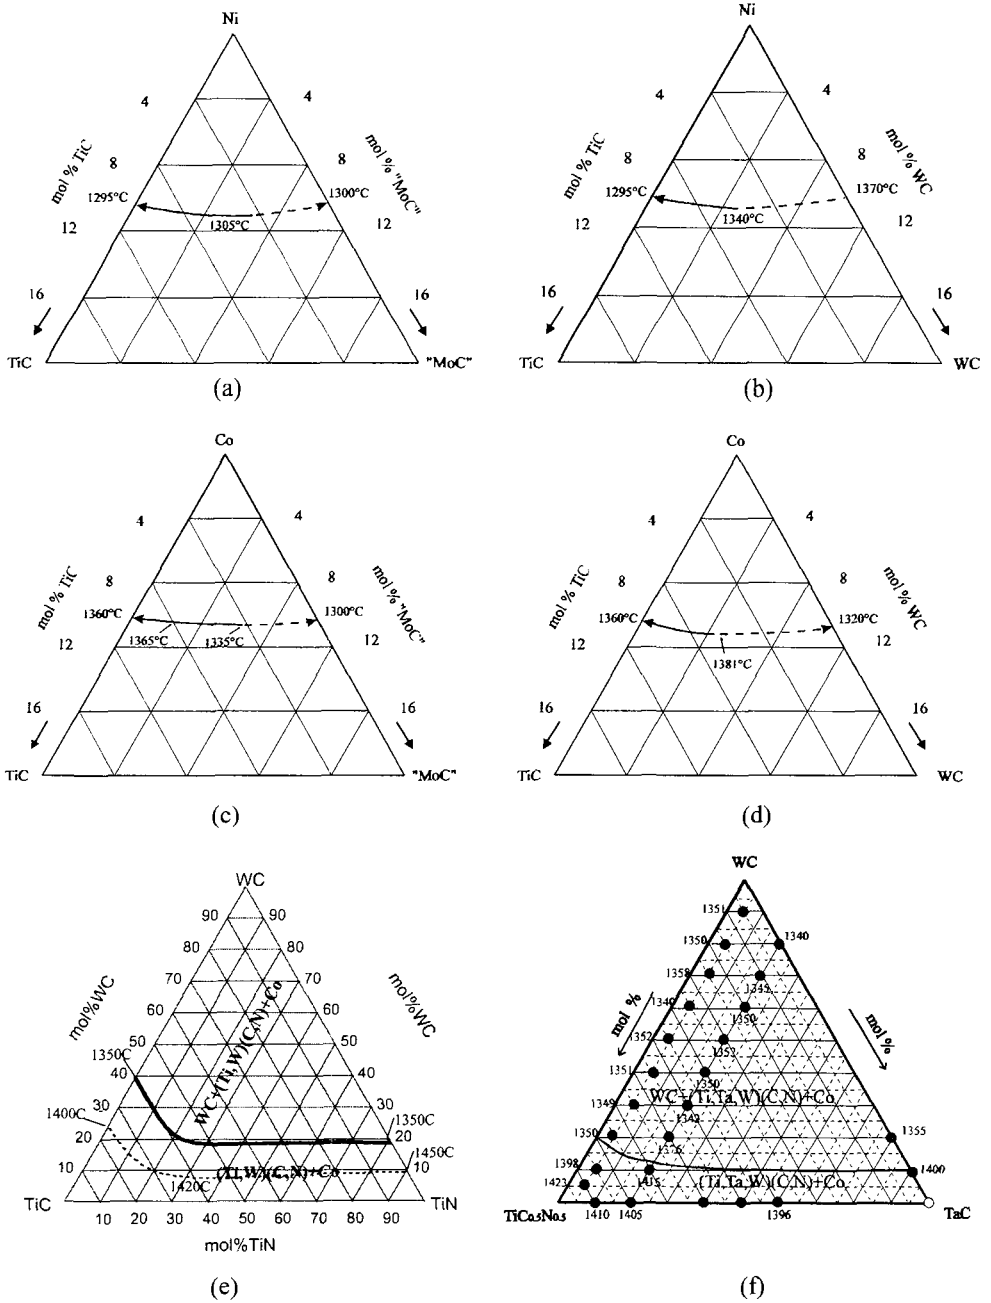 Ni
4
4
mol % TiC
mol % "MoC"
8
8
1295°C
1300°C
1305°C
12
12
16
16
TiC
"MoC"
(a)
Ni
4
4
mol % TiC
mol % WC
8
8
1295°C
1370°C
1340°C
12
12
16
16
TiC
WC
(b)
Co
4
4
mol % TiC
mol % "MoC"
8
8
1360°C
1300°C
1365°C
1335°C
12
12
16
16
TiC
"MoC"
(c)
Co
4
4
mol % TiC
mol % WC
8
8
1360°C
1320°C
1381°C
12
12
16
16
TiC
WC
(d)
WC
90
90
80
80
70
70
mol%WC
mol%WC
60
60
50
50
1350C
40
40
WC+(Ti,W)(C,N)+Co
1400C
30
30
1350C
20
20
1450C
10
10
(Ti,W)(C,N)+Co
1420C
TiC
TiN
10
20
30
40
50
60
70
80
90
mol%TiN
(e)
WC
1351
1350
1340
1358
1345
1340
1350
mol %
mol %
1352
1353
1351
1350
WC+(Ti,Ta,W)(C,N)+Co
1349
1342
1350
1376
1355
1398
1415
1400
1423
(Ti,Ta,W)(C,N)+Co
TiC0.5N0.5
1410
1405
1396
TaC
(f)